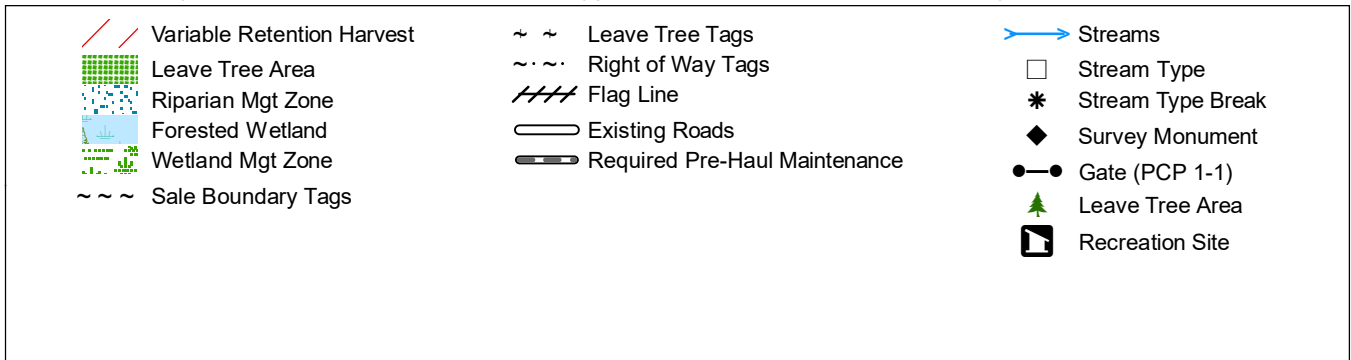 Variable Retention Harvest
Leave Tree Area
Riparian Mgt Zone
Forested Wetland
Wetland Mgt Zone
Sale Boundary Tags
Leave Tree Tags
Right of Way Tags
Flag Line
Existing Roads
Required Pre-Haul Maintenance
Streams
Stream Type
Stream Type Break
Survey Monument
Gate (PCP 1-1)
Leave Tree Area
Recreation Site